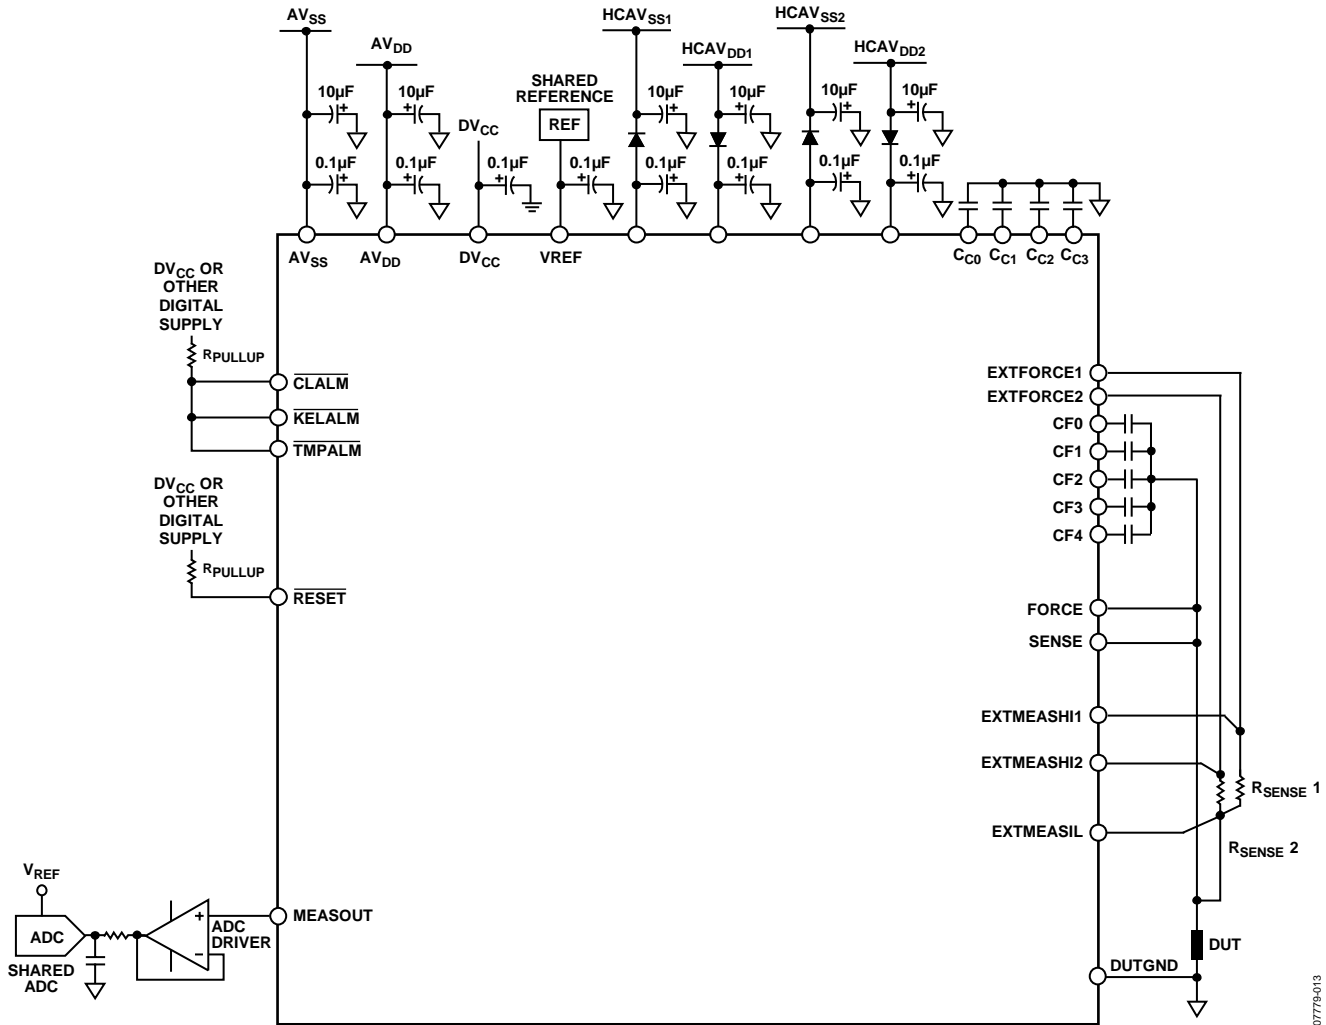 AVSS
AVDD
HCAVSS1
HCAVDD1
HCAVSS2
HCAVDD2
10µF
10µF
10µF
10µF
10µF
10µF
SHARED
REFERENCE
REF
DVCC
0.1µF
0.1µF
0.1µF
0.1µF
0.1µF
0.1µF
0.1µF
0.1µF
+
+
+
+
+
+
+
+
+
+
+
+
+
+
AVSS
AVDD
DVCC
VREF
CC0
CC1
CC2
CC3
DVCC OR
OTHER
DIGITAL
SUPPLY
RPULLUP
CLALM
KELALM
TMPALM
DVCC OR
OTHER
DIGITAL
SUPPLY
RPULLUP
RESET
EXTFORCE1
EXTFORCE2
CF0
CF1
CF2
CF3
CF4
FORCE
SENSE
EXTMEASHI1
EXTMEASHI2
RSENSE 1
EXTMEASIL
RSENSE 2
VREF
MEASOUT
+
–
ADC
DRIVER
ADC
SHARED
ADC
DUT
DUTGND
07779-013